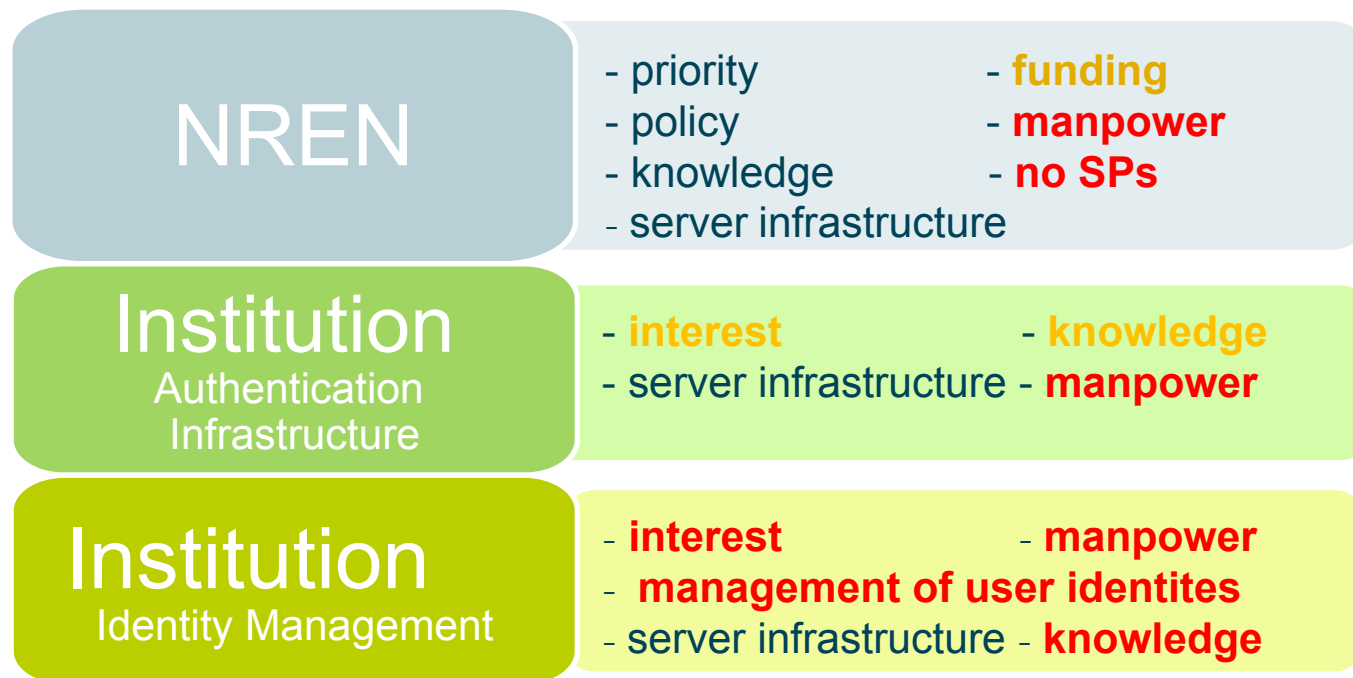 NREN
- priority - funding
- policy - manpower
- knowledge - no SPs
- server infrastructure
Institution
Authentication
Infrastructure
- interest - knowledge
- server infrastructure - manpower
Institution
Identity Management
- interest - manpower
- management of user identites
- server infrastructure - knowledge